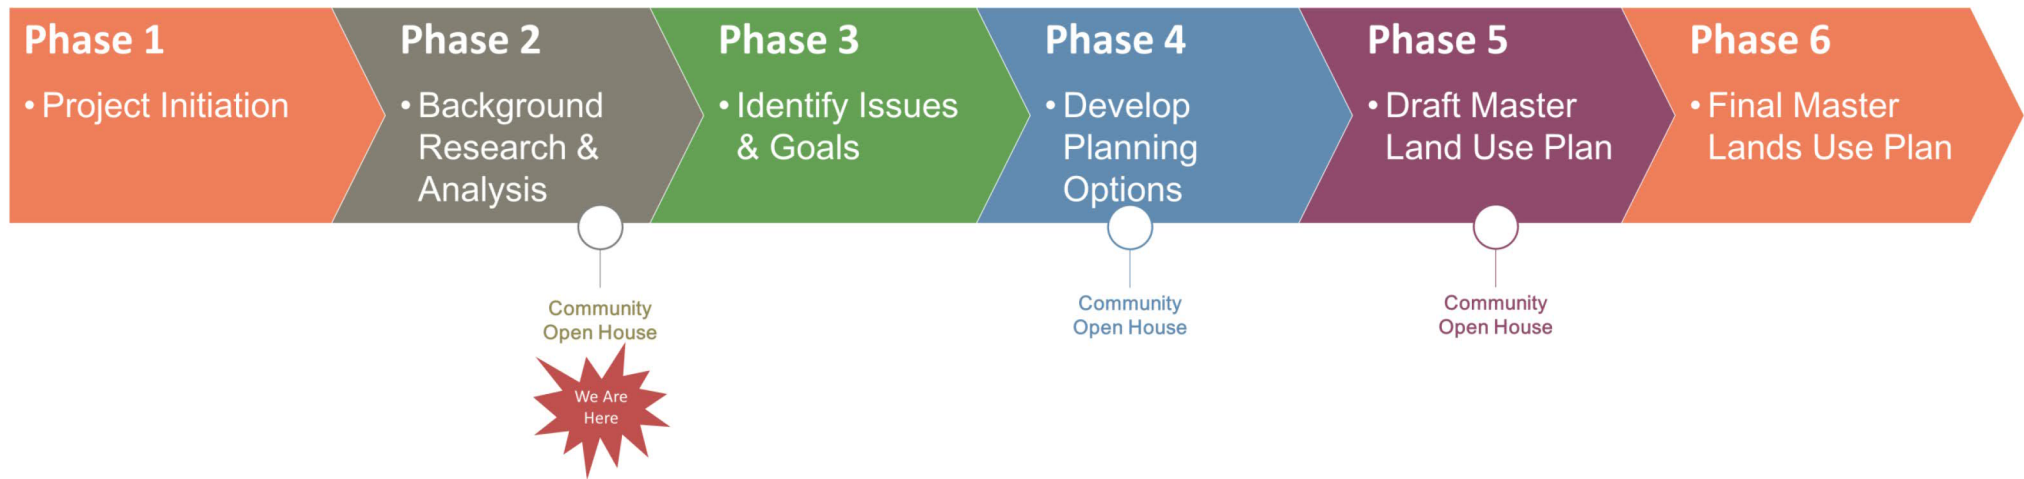 Phase 1
• Project Initiation
Phase 2
• Background
Research &
Analysis
Phase 3
• Identify Issues
& Goals
Phase 4
• Develop
Planning
Options
Phase 5
• Draft Master
Land Use Plan
Phase 6
• Final Master
Lands Use Plan
Community
Open House
We Are
Here
Community
Open House
Community
Open House